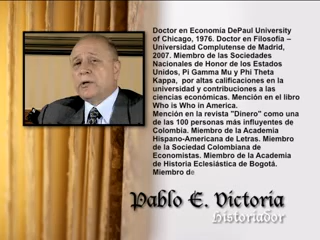 Doctor en Economía DePaul University
of Chicago, 1976. Doctor en Filosofía –
Universidad Complutense de Madrid,
2007. Miembro de las Sociedades
Nacionales de Honor de los Estados
Unidos, Pi Gamma Mu y Phi Theta
Kappa, por altas calificaciones en la
universidad y contribuciones a las
ciencias económicas. Mención en el libro
Who is Who in America.
Mención en la revista "Dinero" como una
de las 100 personas más influyentes de
Colombia. Miembro de la Academia
Hispano-Americana de Letras. Miembro
de la Sociedad Colombiana de
Economistas. Miembro de la Academia
de Historia Eclesiástica de Bogotá.
Miembro de
Pablo E. Victoria
Historiador